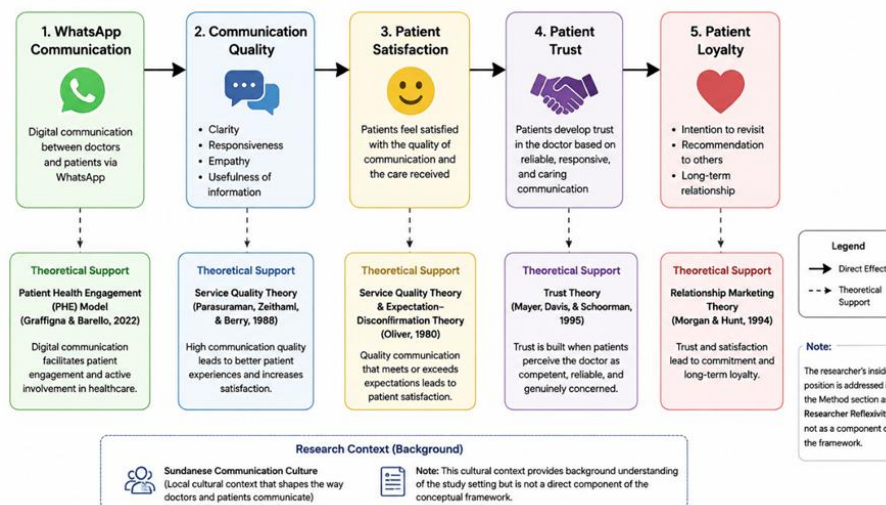 1. WhatsApp
Communication
Digital communication
between doctors
and patients via
WhatsApp
2. Communication
Quality
• Clarity
• Responsiveness
• Empathy
• Usefulness of
information
3. Patient
Satisfaction
Patients feel satisfied
with the quality of
communication and
the care received
4. Patient
Trust
Patients develop trust
in the doctor based on
reliable, responsive,
and caring
communication
5. Patient
Loyalty
• Intention to revisit
• Recommendation
to others
• Long-term
relationship
Theoretical Support
Patient Health Engagement
(PHE) Model
(Graffigna & Barello, 2022)
Digital communication
facilitates patient
engagement and active
involvement in healthcare.
Theoretical Support
Service Quality Theory
(Parasuraman, Zeithaml,
& Berry, 1988)
High communication quality
leads to better patient
experiences and increases
satisfaction.
Theoretical Support
Service Quality Theory
& Expectation–
Disconfirmation Theory
(Oliver, 1980)
Quality communication
that meets or exceeds
expectations leads to
patient satisfaction.
Theoretical Support
Trust Theory
(Mayer, Davis, & Schoorman,
1995)
Trust is built when patients
perceive the doctor as
competent, reliable, and
genuinely concerned.
Theoretical Support
Relationship Marketing
Theory
(Morgan & Hunt, 1994)
Trust and satisfaction
lead to commitment and
long-term loyalty.
Legend
Direct Effect
Theoretical
Support
Note:
The researcher's
position is addressed
the Method section
Researcher
not as a component
the framework.
Research Context (Background)
Sundanese Communication Culture
(Local cultural context that shapes the way
doctors and patients communicate)
Note: This cultural context provides background understanding
of the study setting but is not a direct component of the
conceptual framework.